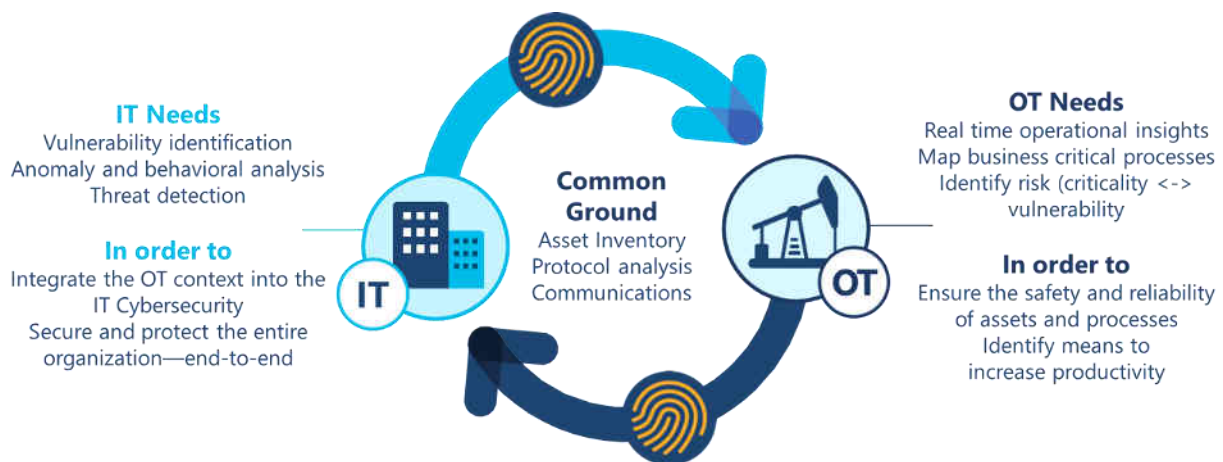 IT Needs
Vulnerability identification
Anomaly and behavioral analysis
Threat detection
In order to
Integrate the OT context into the
IT Cybersecurity
Secure and protect the entire
organization—end-to-end
IT
Common
Ground
Asset Inventory
Protocol analysis
Communications
OT
OT Needs
Real time operational insights
Map business critical processes
Identify risk (criticality <->
vulnerability
In order to
Ensure the safety and reliability
of assets and processes
Identify means to
increase productivity